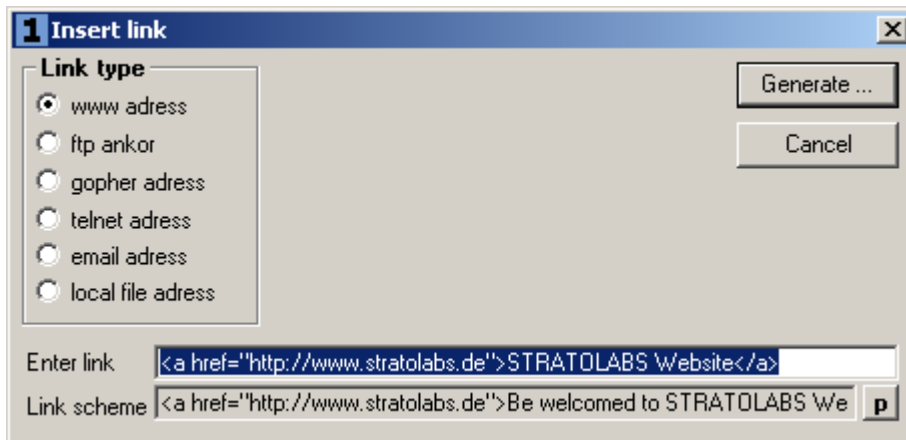 1 Insert link
Link type
www adress
ftp ankor
gopher adress
telnet adress
email adress
local file adress
Generate ...
Cancel
Enter link <a href="http://www.stratolabs.de">STRATOLABS Website</a>
Link scheme <a href="http://www.stratolabs.de">Be welcomed to STRATOLABS We p